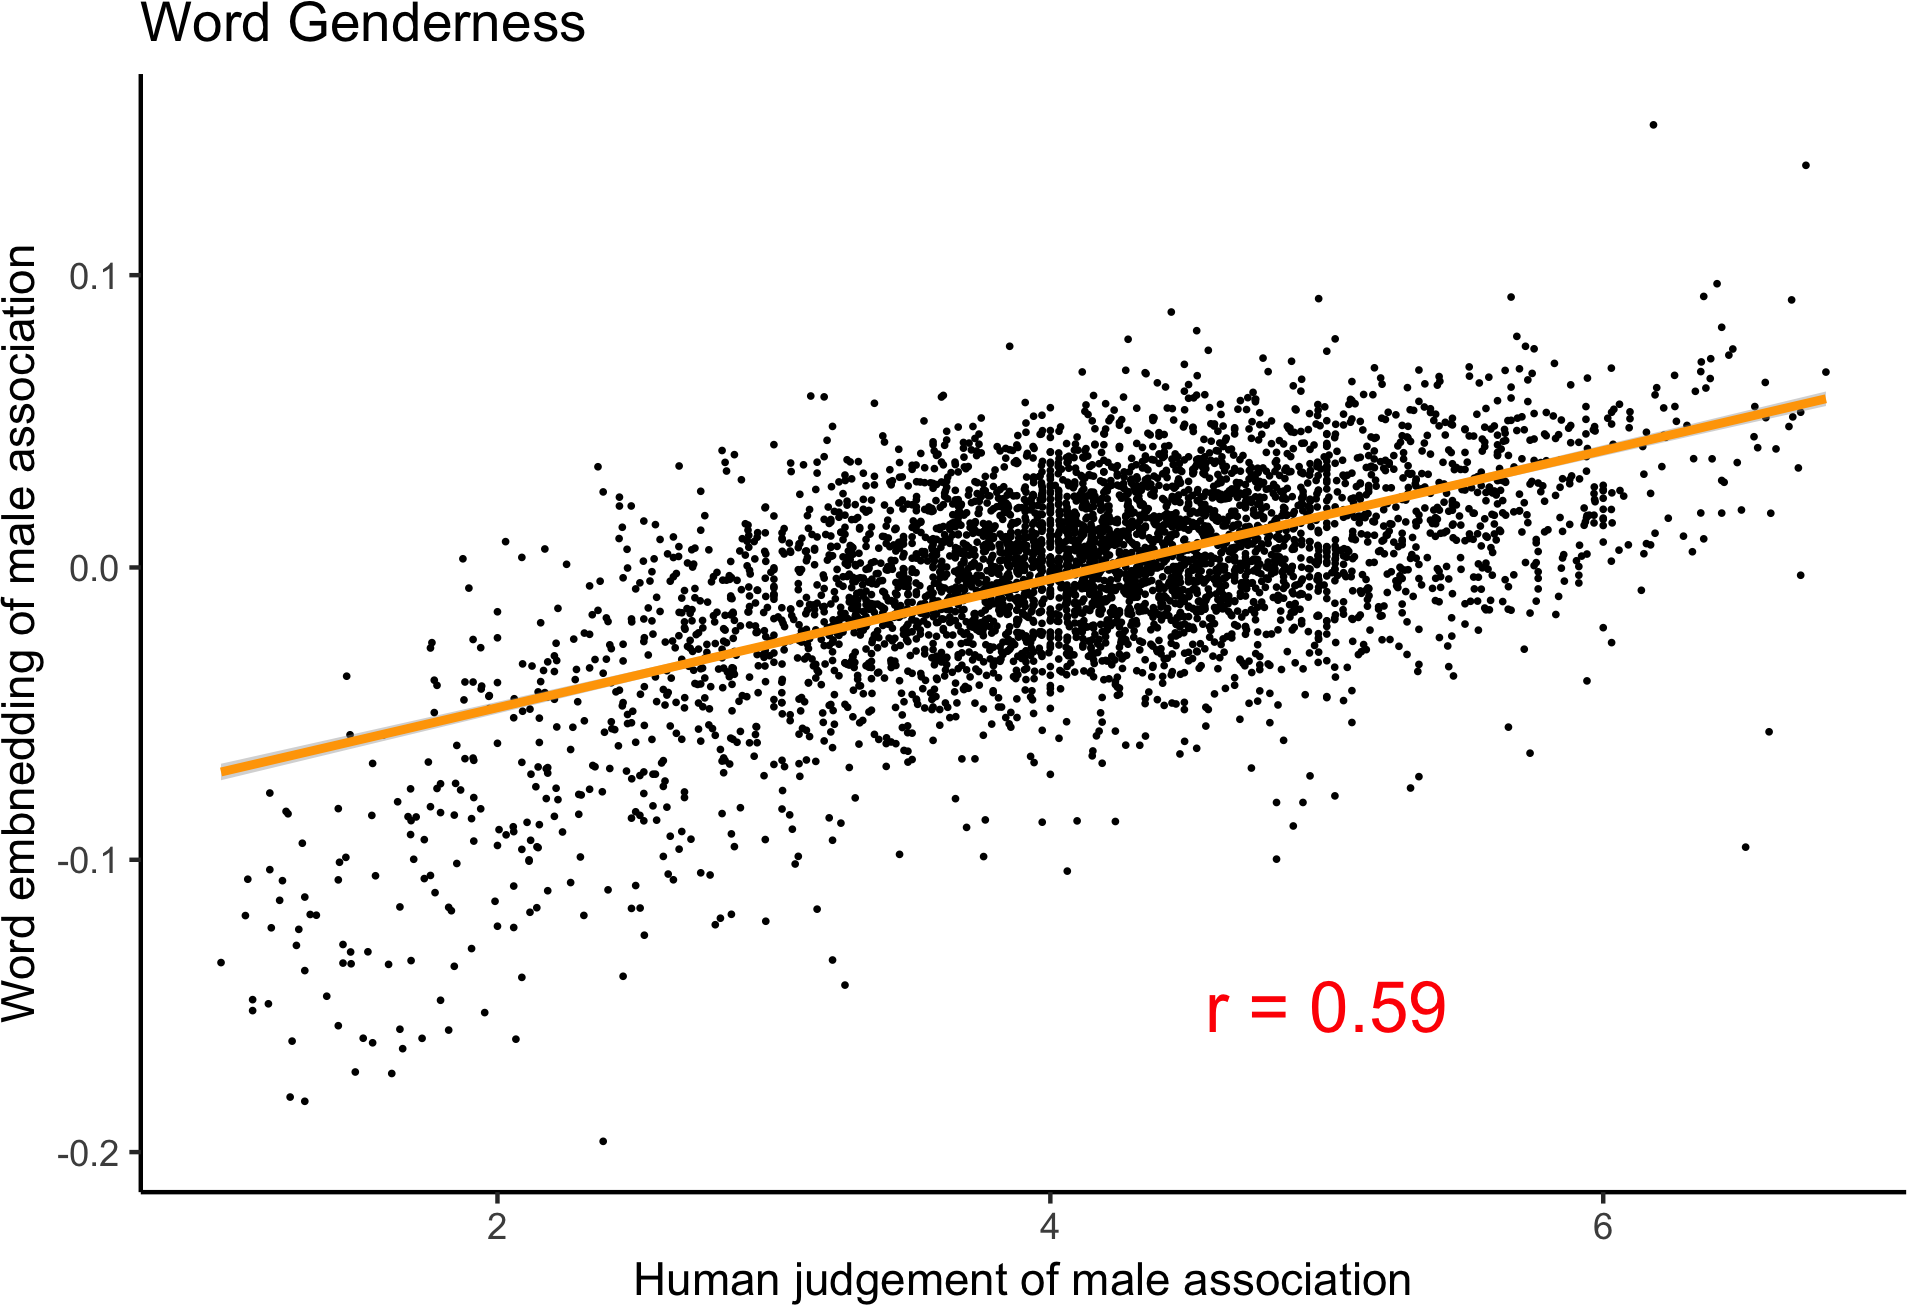 Word Genderness
Word embnedding of male association
0.1
0.0
-0.1
-0.2
r = 0.59
2
4
6
Human judgement of male association